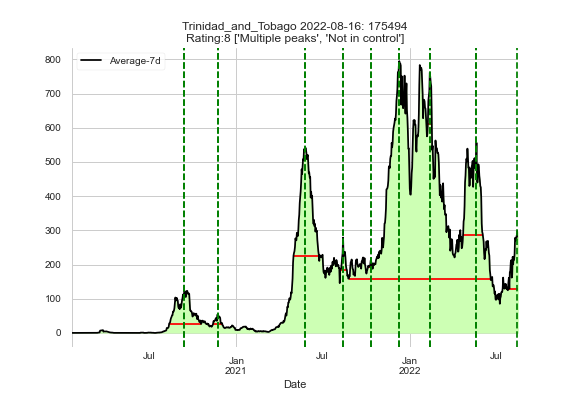 Trinidad_and_Tobago 2022-08-16: 175494
Rating:8 ['Multiple peaks', 'Not in control']
Average-7d
800
700
600
500
400
300
200
100
0
Jul
Jan
2021
Jul
Jan
2022
Jul
Date